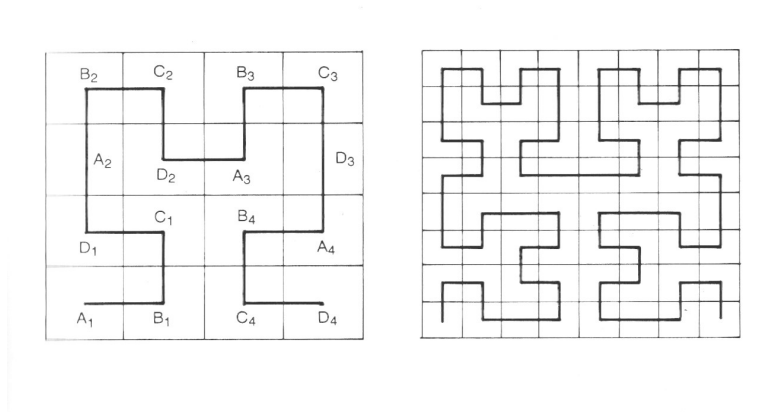 B₂ C₂ B₃ C₃
A₂ D₂ A₃ D₃
C₁ B₄
D₁ A₄
A₁ B₁ C₄ D₄